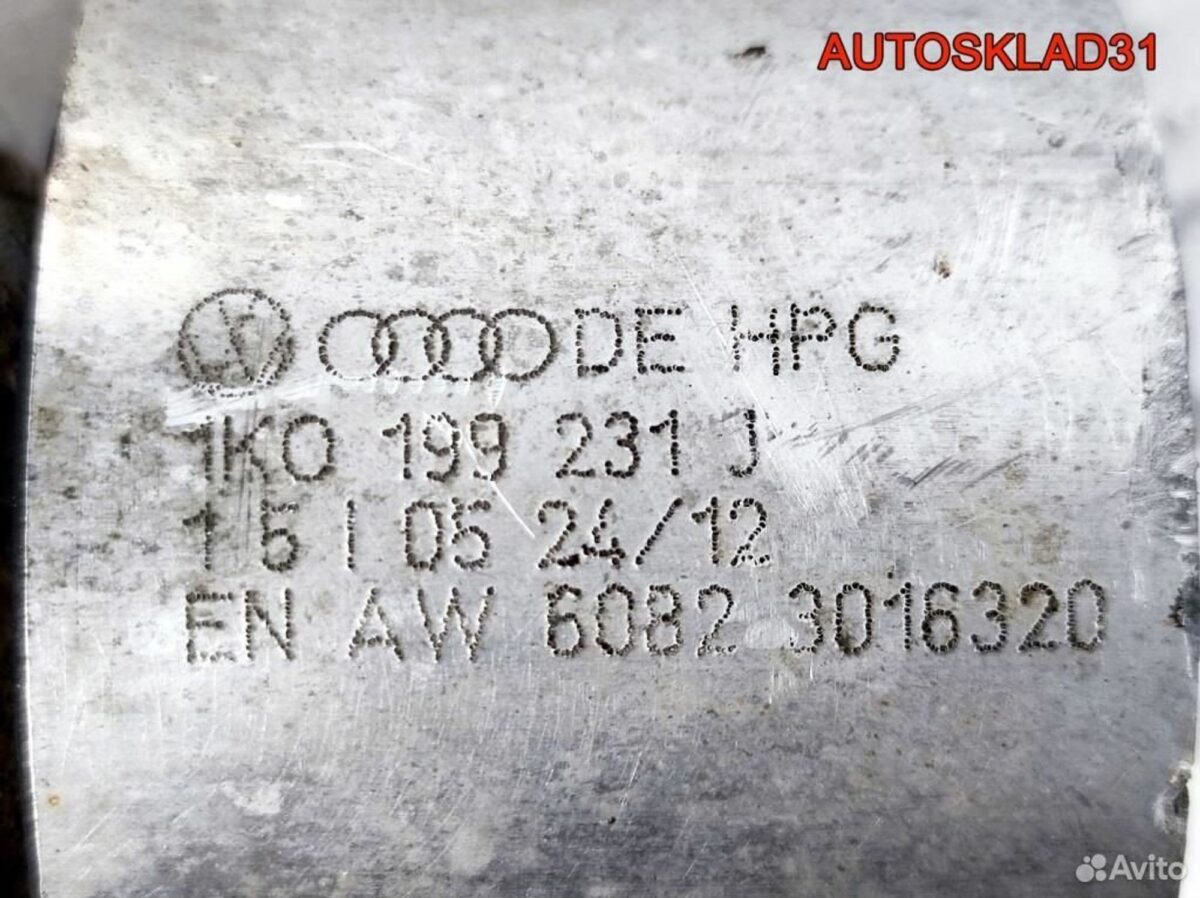 AUTOSKLAD31
DE HPG
1K0 199 231 J
1 5 I 05 24/12
EN AW 6082 3016320
Avito